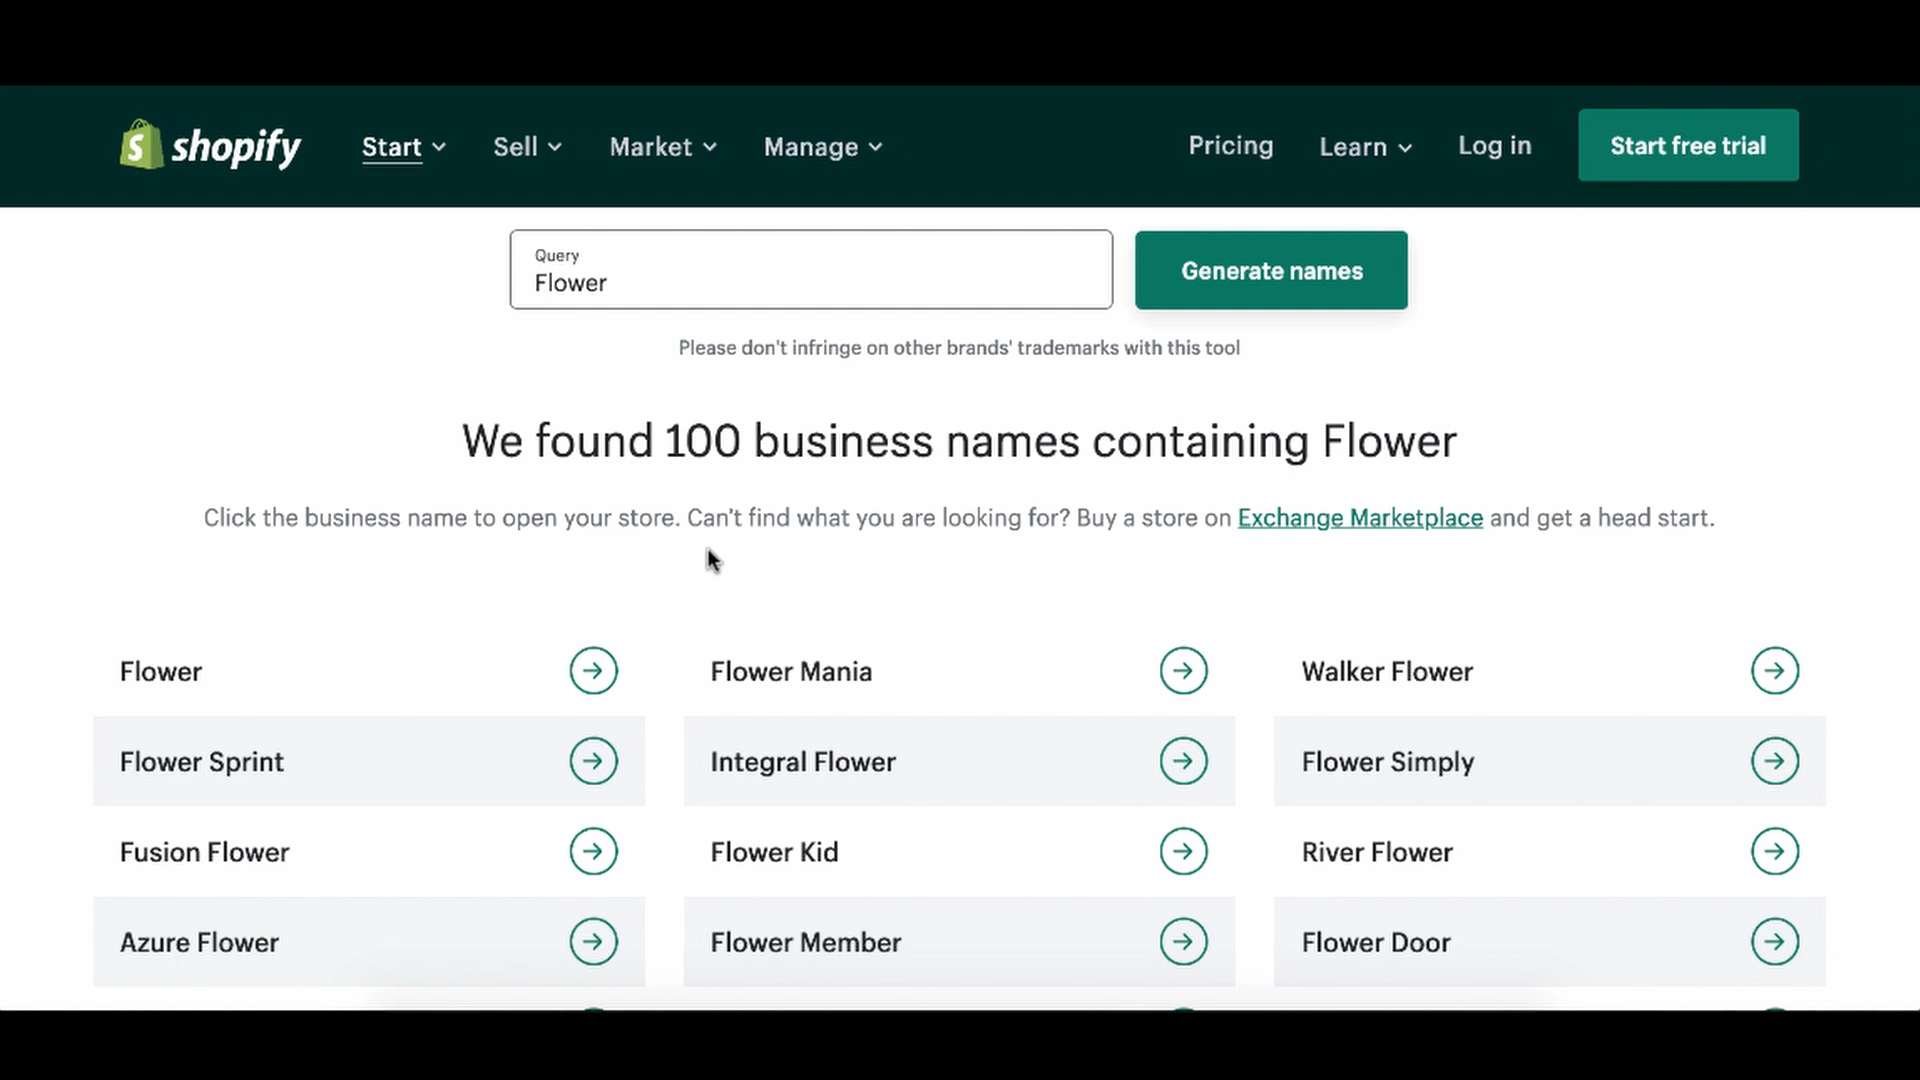 shopify Start Sell Market Manage Pricing Learn Log in Start free trial
Query
Flower
Generate names
Please don't infringe on other brands' trademarks with this tool
We found 100 business names containing Flower
Click the business name to open your store. Can't find what you are looking for? Buy a store on Exchange Marketplace and get a head start.
Flower Flower Mania Walker Flower
Flower Sprint Integral Flower Flower Simply
Fusion Flower Flower Kid River Flower
Azure Flower Flower Member Flower Door